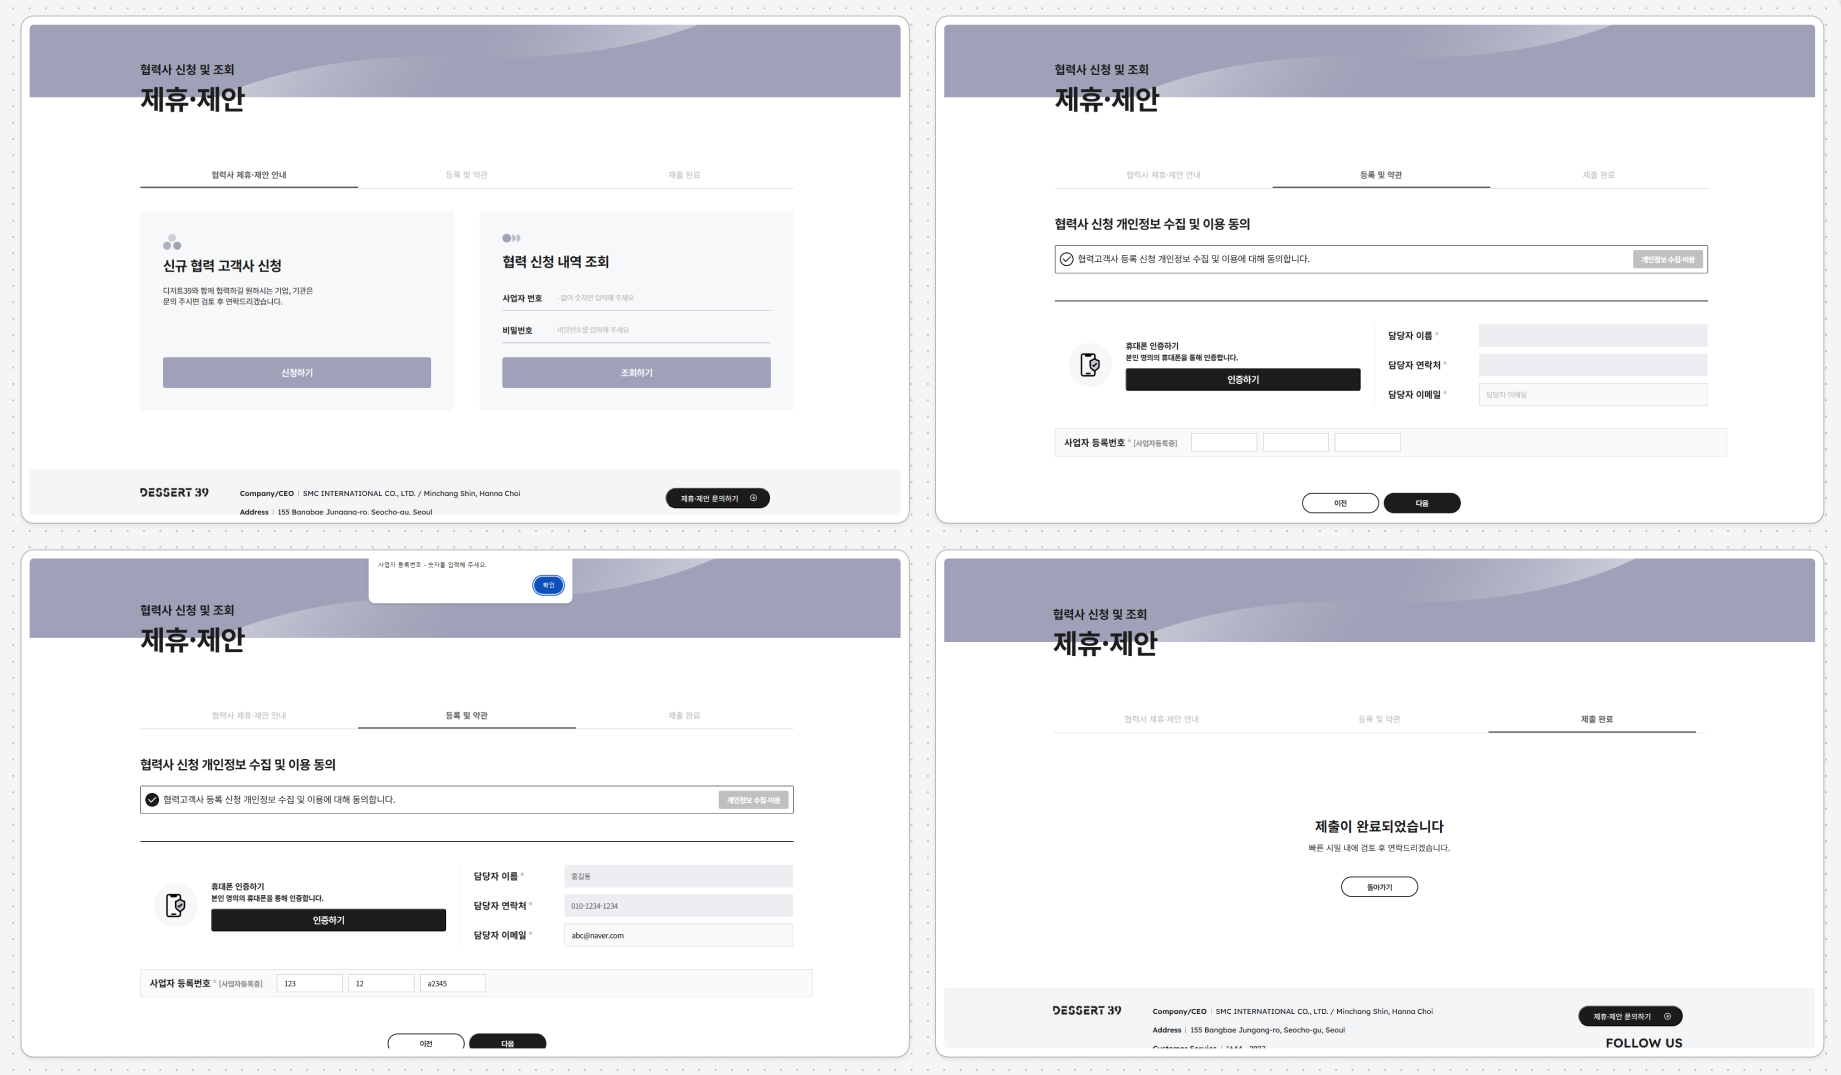 협력사 신청 및 조회
제휴·제안
협력사 제휴·제안 안내
등록 및 약관
제출 완료
신규 협력 고객사 신청
디저트39와 함께 협력하길 원하시는 기업, 기관은
문의 주시면 검토 후 연락드리겠습니다.
신청하기
협력 신청 내역 조회
사업자 번호 - 없이 숫자만 입력해 주세요.
비밀번호 비밀번호를 입력해 주세요.
조회하기
DESSERT 39
Company/CEO | SMC INTERNATIONAL CO., LTD. / Minchang Shin, Hanna Choi
Address | 155 Bangbae Jungang-ro, Seocho-gu, Seoul
제휴·제안 문의하기
협력사 신청 및 조회
제휴·제안
협력사 제휴·제안 안내
등록 및 약관
제출 완료
협력사 신청 개인정보 수집 및 이용 동의
협력고객사 등록 신청 개인정보 수집 및 이용에 대해 동의합니다.
개인정보 수집·이용
휴대폰 인증하기
본인 명의의 휴대폰을 통해 인증합니다.
인증하기
담당자 이름 *
담당자 연락처 *
담당자 이메일 * 담당자 이메일
사업자 등록번호 * [사업자등록증]
이전
다음
사업자 등록번호 - 숫자를 입력해 주세요.
확인
협력사 신청 및 조회
제휴·제안
협력사 제휴·제안 안내
등록 및 약관
제출 완료
협력사 신청 개인정보 수집 및 이용 동의
협력고객사 등록 신청 개인정보 수집 및 이용에 대해 동의합니다.
개인정보 수집·이용
휴대폰 인증하기
본인 명의의 휴대폰을 통해 인증합니다.
인증하기
담당자 이름 * 홍길동
담당자 연락처 * 010-1234-1234
담당자 이메일 * abc@naver.com
사업자 등록번호 * [사업자등록증] 123 12 a2345
이전
다음
협력사 신청 및 조회
제휴·제안
협력사 제휴·제안 안내
등록 및 약관
제출 완료
제출이 완료되었습니다
빠른 시일 내에 검토 후 연락드리겠습니다.
돌아가기
DESSERT 39
Company/CEO | SMC INTERNATIONAL CO., LTD. / Minchang Shin, Hanna Choi
Address | 155 Bangbae Jungang-ro, Seocho-gu, Seoul
Customer Service |
제휴·제안 문의하기
FOLLOW US